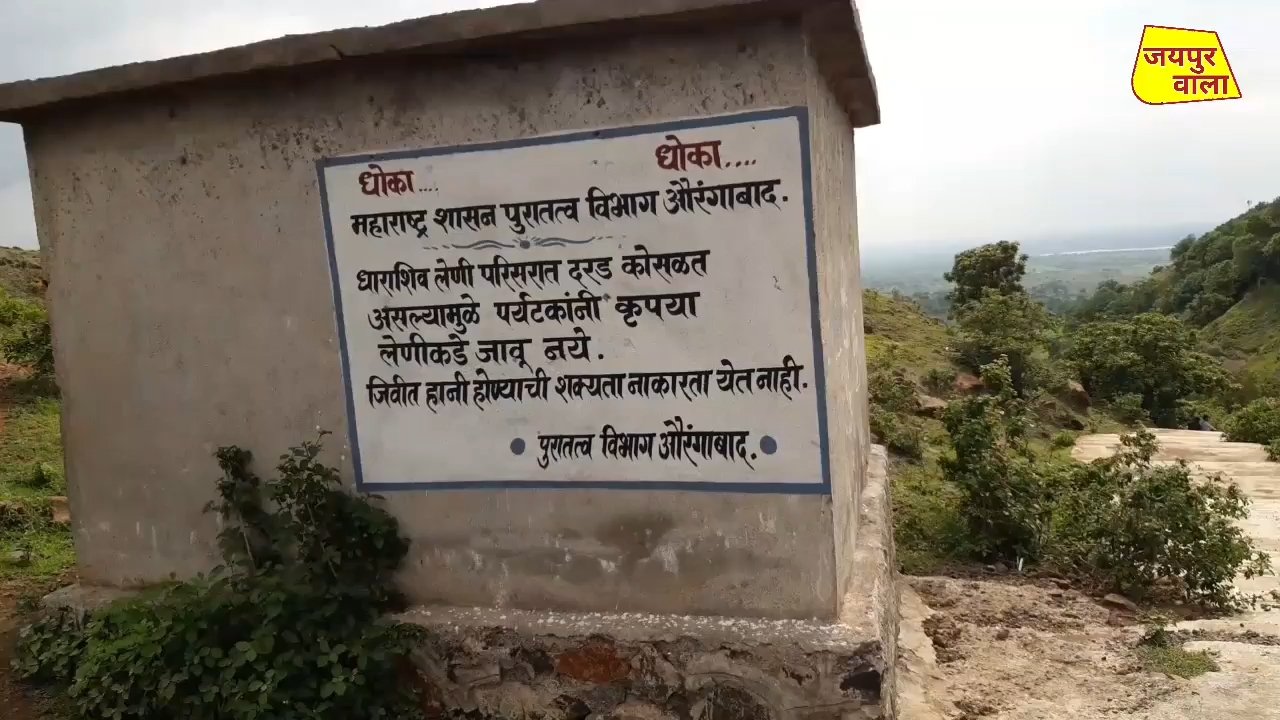 जयपुर
वाला
धोका.... धोका....
महाराष्ट्र शासन पुरातत्व विभाग औरंगाबाद.
धाराशिव लेणी परिसरात दरड कोसळत
असल्यामुळे पर्यटकांनी कृपया
लेणीकडे जावू नये.
जिवीत हानी होण्याची शक्यता नाकारता येत नाही.
पुरातत्व विभाग औरंगाबाद.